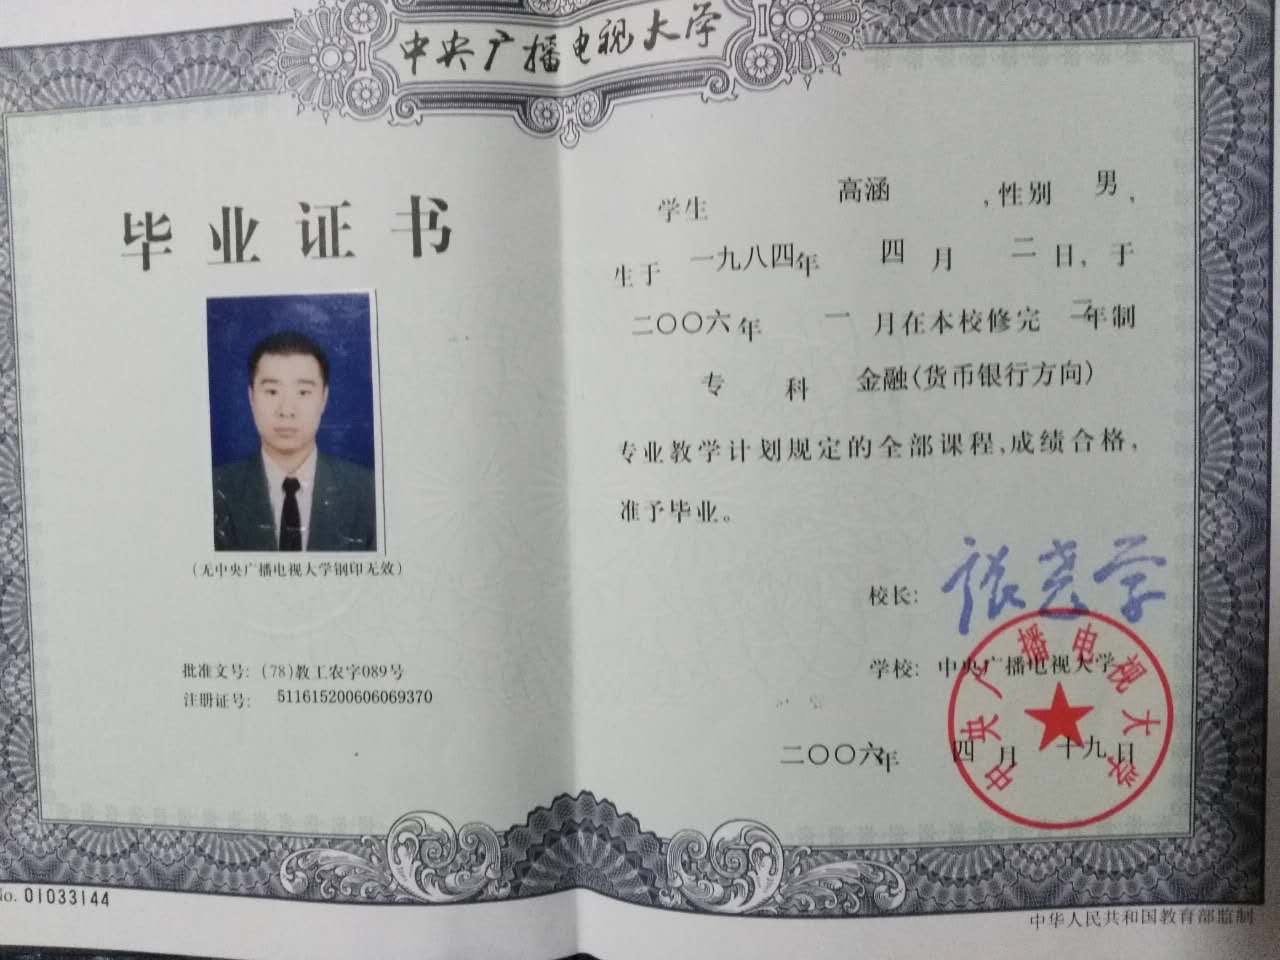 中央广播电视大学
毕业证书
(无中央广播电视大学钢印无效)
批准文号: (78)教工农字089号
注册证号: 511615200606069370
No. 01033144
学生 高涵 ,性别 男,
生于 一九八四年 四月 二日, 于
二〇〇六年 一月在本校修完 二年制
专科 金融(货币银行方向)
专业教学计划规定的全部课程,成绩合格,
准予毕业。
校长: 张尧学
学校: 中央广播电视大学
二〇〇六年 四月 十九日
中央广播电视大学
中华人民共和国教育部监制